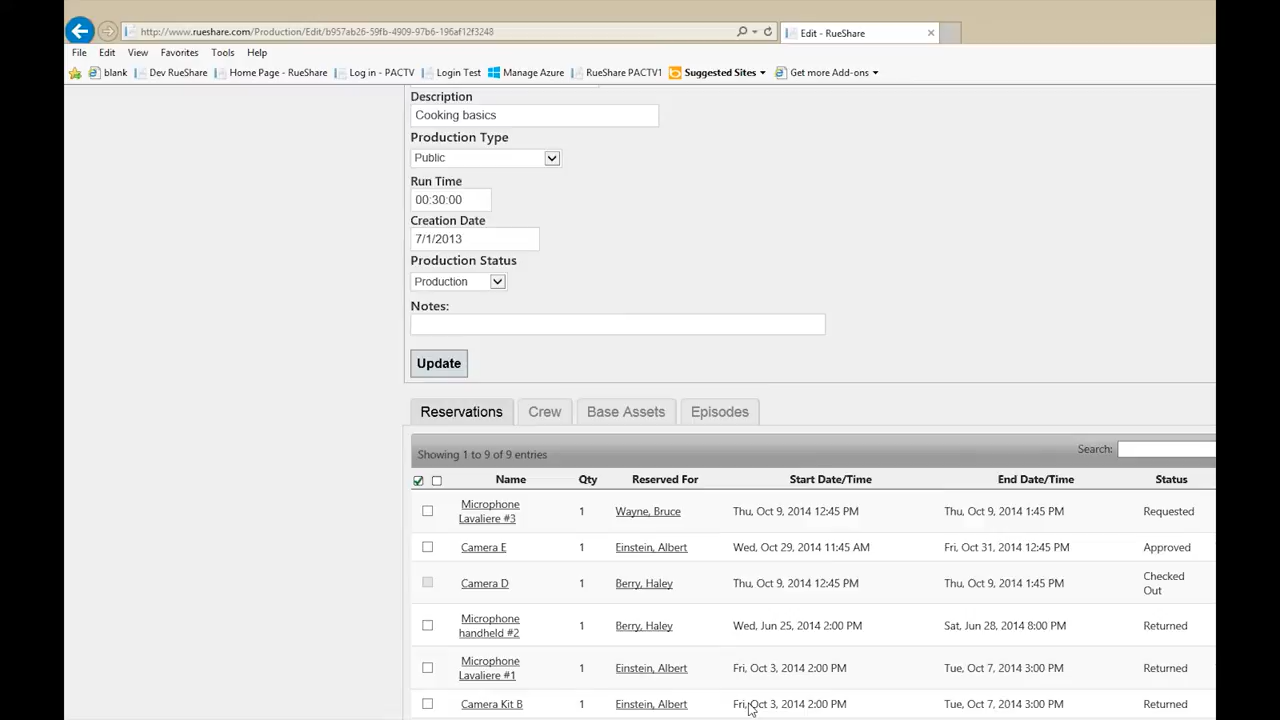 http://www.rueshare.com/Production/Edit/b957ab26-59fb-4909-97b6-196af12f3248
Edit - RueShare
File Edit View Favorites Tools Help
blank Dev RueShare Home Page - RueShare Log in - PACTV Login Test Manage Azure RueShare PACTV1 Suggested Sites Get more Add-ons
Description
Cooking basics
Production Type
Public
Run Time
00:30:00
Creation Date
7/1/2013
Production Status
Production
Notes:
Update
Reservations Crew Base Assets Episodes
Showing 1 to 9 of 9 entries Search:
Name Qty Reserved For Start Date/Time End Date/Time Status
Microphone
Lavaliere #3 1 Wayne, Bruce Thu, Oct 9, 2014 12:45 PM Thu, Oct 9, 2014 1:45 PM Requested
Camera E 1 Einstein, Albert Wed, Oct 29, 2014 11:45 AM Fri, Oct 31, 2014 12:45 PM Approved
Camera D 1 Berry, Haley Thu, Oct 9, 2014 12:45 PM Thu, Oct 9, 2014 1:45 PM Checked
Out
Microphone
handheld #2 1 Berry, Haley Wed, Jun 25, 2014 2:00 PM Sat, Jun 28, 2014 8:00 PM Returned
Microphone
Lavaliere #1 1 Einstein, Albert Fri, Oct 3, 2014 2:00 PM Tue, Oct 7, 2014 3:00 PM Returned
Camera Kit B 1 Einstein, Albert Fri, Oct 3, 2014 2:00 PM Tue, Oct 7, 2014 3:00 PM Returned